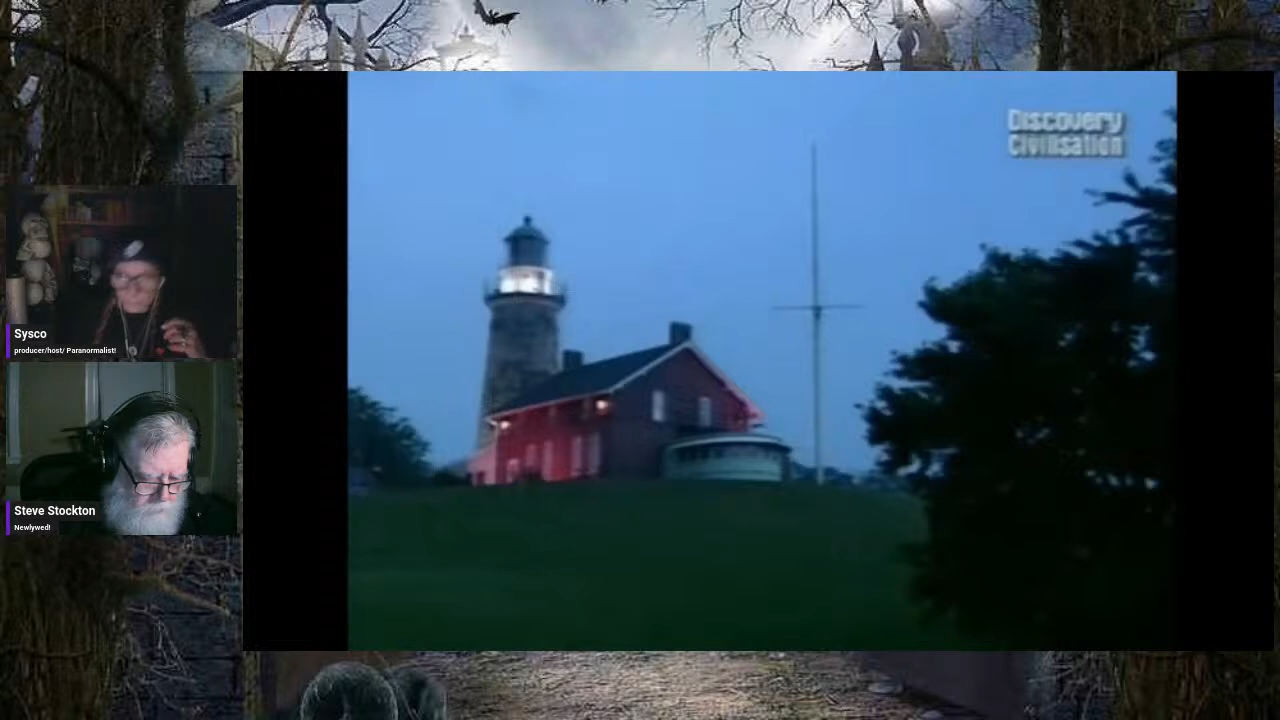 Discovery
Civilisation
Sysco
producer/host/ Paranormalist!
Steve Stockton
Newlywed!